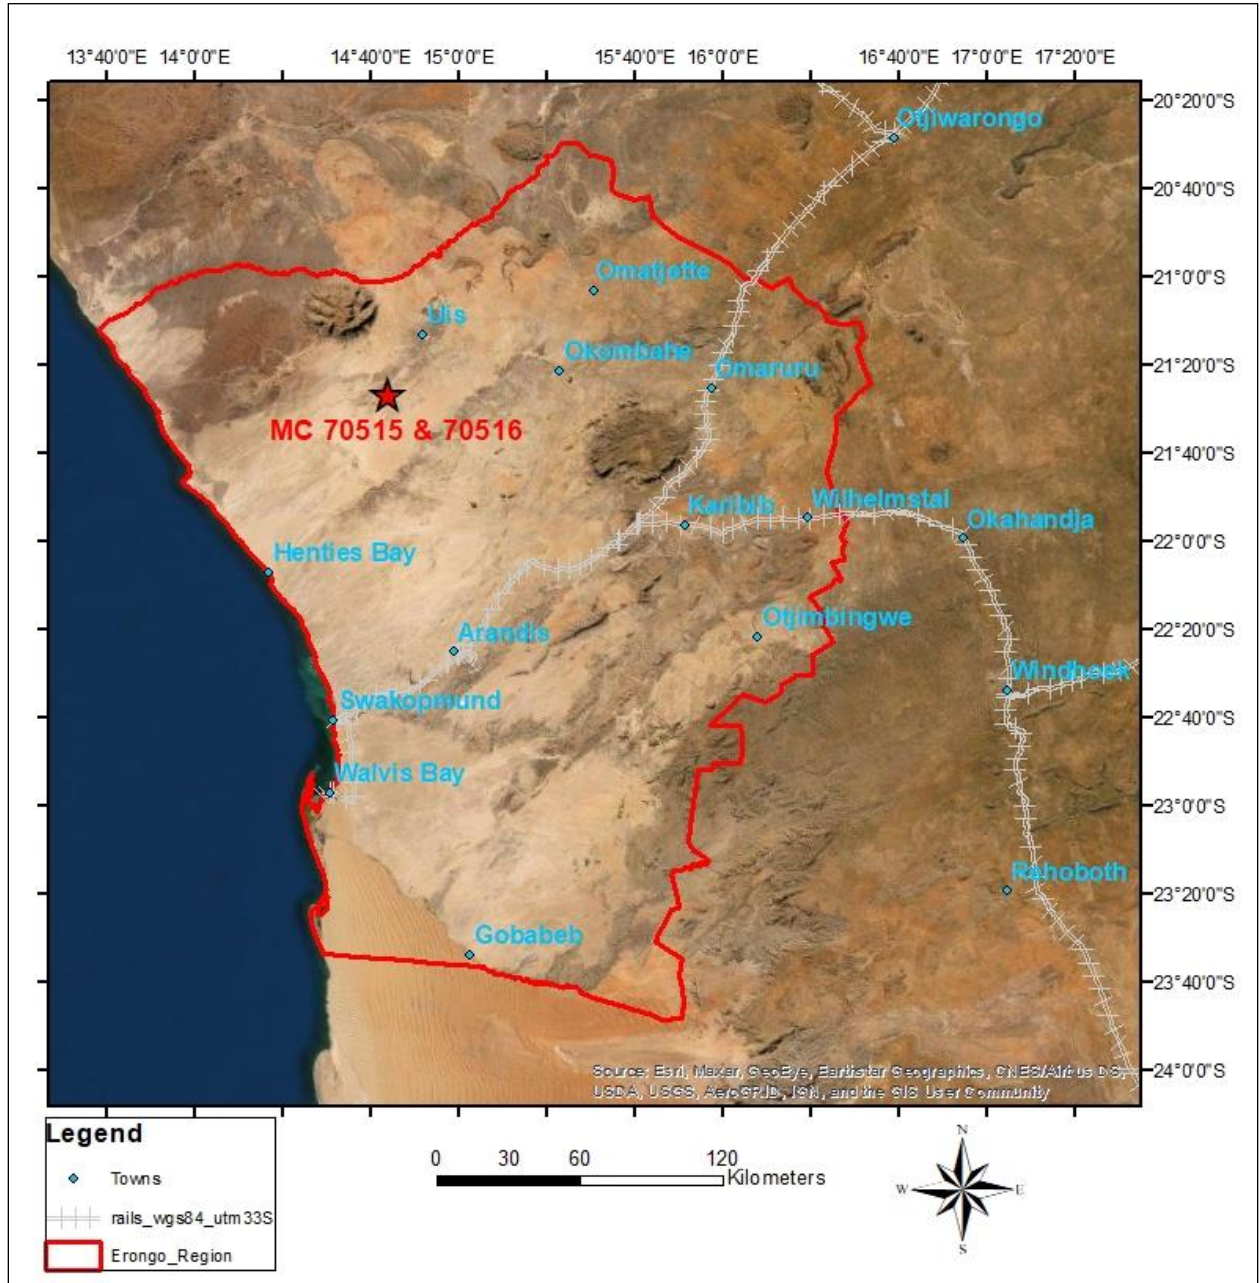 13°40'0"E 14°0'0"E 14°40'0"E 15°0'0"E 15°40'0"E 16°0'0"E 16°40'0"E 17°0'0"E 17°20'0"E
20°20'0"S
Otjiwarongo
20°40'0"S
21°0'0"S
Omatjette
Uis
21°20'0"S
Okombahe
Omaruru
MC 70515 & 70516
21°40'0"S
Karibib
Wilhelmstal
Okahandja
22°0'0"S
Henties Bay
Otjimbingwe
22°20'0"S
Arandis
Windhoek
Swakopmund
22°40'0"S
Walvis Bay
23°0'0"S
Rehoboth
23°20'0"S
Gobabeb
23°40'0"S
24°0'0"S
Source: Esri, Maxar, GeoEye, Earthstar Geographics, CNES/Airbus DS,
USDA, USGS, AeroGRID, IGN, and the GIS User Community
Legend
Towns
rails_wgs84_utm33S
Erongo_Region
0 30 60 120
Kilometers
N
W E
S